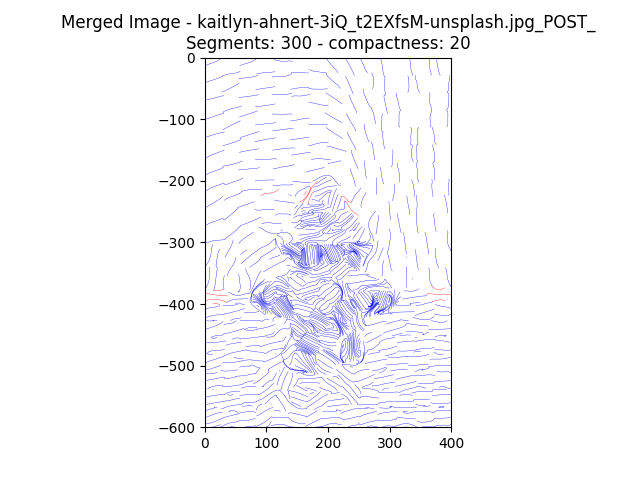 Merged Image - kaitlyn-ahnert-3iQ_t2EXfsM-unsplash.jpg_POST_
Segments: 300 - compactness: 20
0
−100
−200
−300
−400
−500
−600
0 100 200 300 400